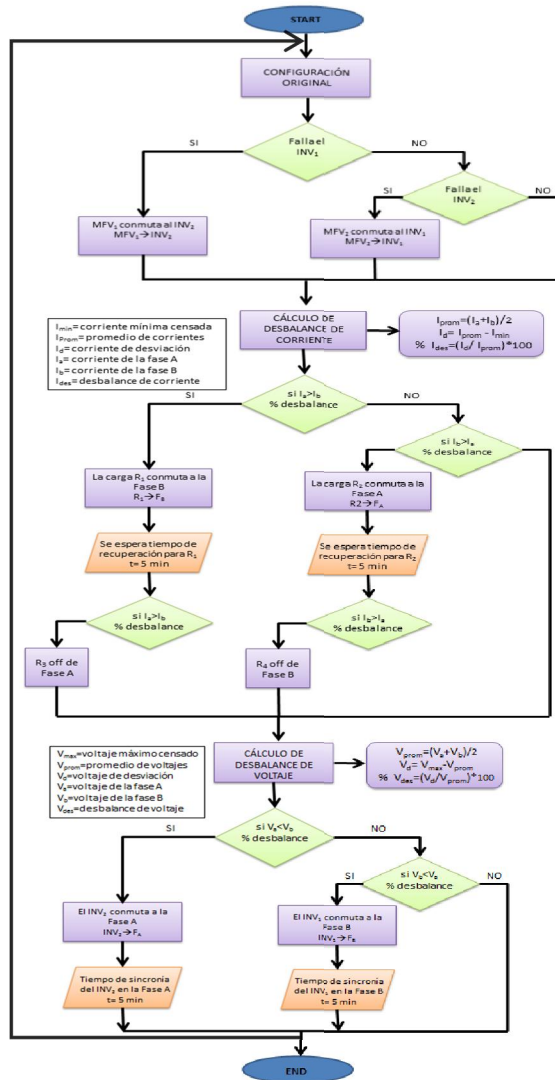 START
CONFIGURACIÓN
ORIGINAL
Falla el
INV₁
SI
NO
Falla el
INV₂
SI
NO
MFV₁ conmuta al INV₂
MFV₁→INV₂
MFV₂ conmuta al INV₁
MFV₂→INV₁
Imin=corriente mínima censada
Iprom=promedio de corrientes
Id=corriente de desviación
Ia=corriente de la fase A
Ib=corriente de la fase B
Ides=desbalance de corriente
CÁLCULO DE
DESBALANCE DE
CORRIENTE
Iprom=(Ia+Ib)/2
Id= Iprom - Imin
% Ides=(Id/ Iprom)*100
si Ia>Ib
% desbalance
SI
NO
si Ib>Ia
% desbalance
La carga R₁ conmuta a la
Fase B
R₁→FB
La carga R₂ conmuta a la
Fase A
R2→FA
Se espera tiempo de
recuperación para R₁
t= 5 min
Se espera tiempo de
recuperación para R₂
t= 5 min
si Ia>Ib
% desbalance
si Ib>Ia
% desbalance
R₃ off de
Fase A
R₄ off de
Fase B
Vmax=voltaje máximo censado
Vprom=promedio de voltajes
Vd=voltaje de desviación
Va=voltaje de la fase A
Vb=voltaje de la fase B
Vdes=desbalance de voltaje
CÁLCULO DE
DESBALANCE DE
VOLTAJE
Vprom=(Va+Vb)/2
Vd= Vmax-Vprom
% Vdes=(Vd/Vprom)*100
si Va<Vb
% desbalance
SI
NO
si Vb<Va
% desbalance
SI
NO
El INV₂ conmuta a la
Fase A
INV₂→FA
El INV₁ conmuta a la
Fase B
INV₁→FB
Tiempo de sincronía
del INV₂ en la Fase A
t= 5 min
Tiempo de sincronía
del INV₁ en la Fase B
t= 5 min
END